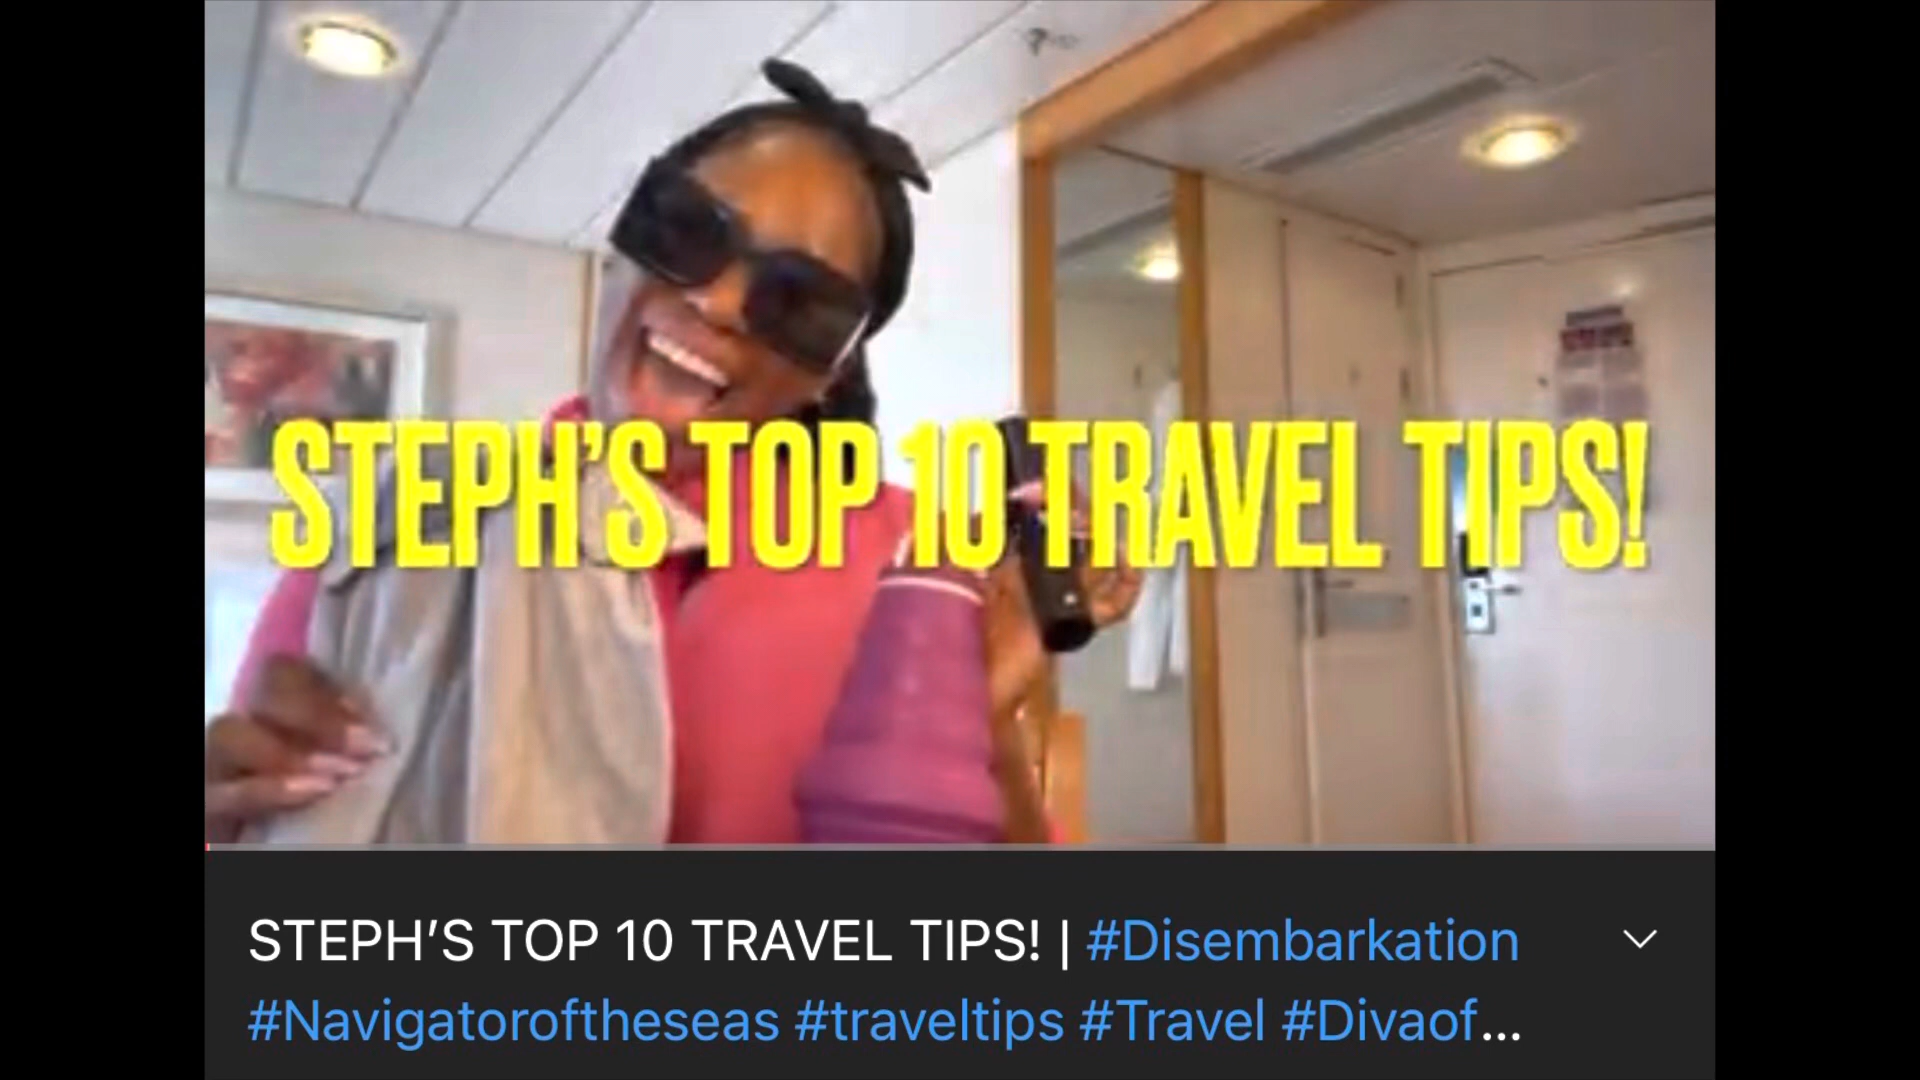 STEPH'S TOP 10 TRAVEL TIPS!
STEPH’S TOP 10 TRAVEL TIPS! | #Disembarkation
#Navigatoroftheseas #traveltips #Travel #Divaof...